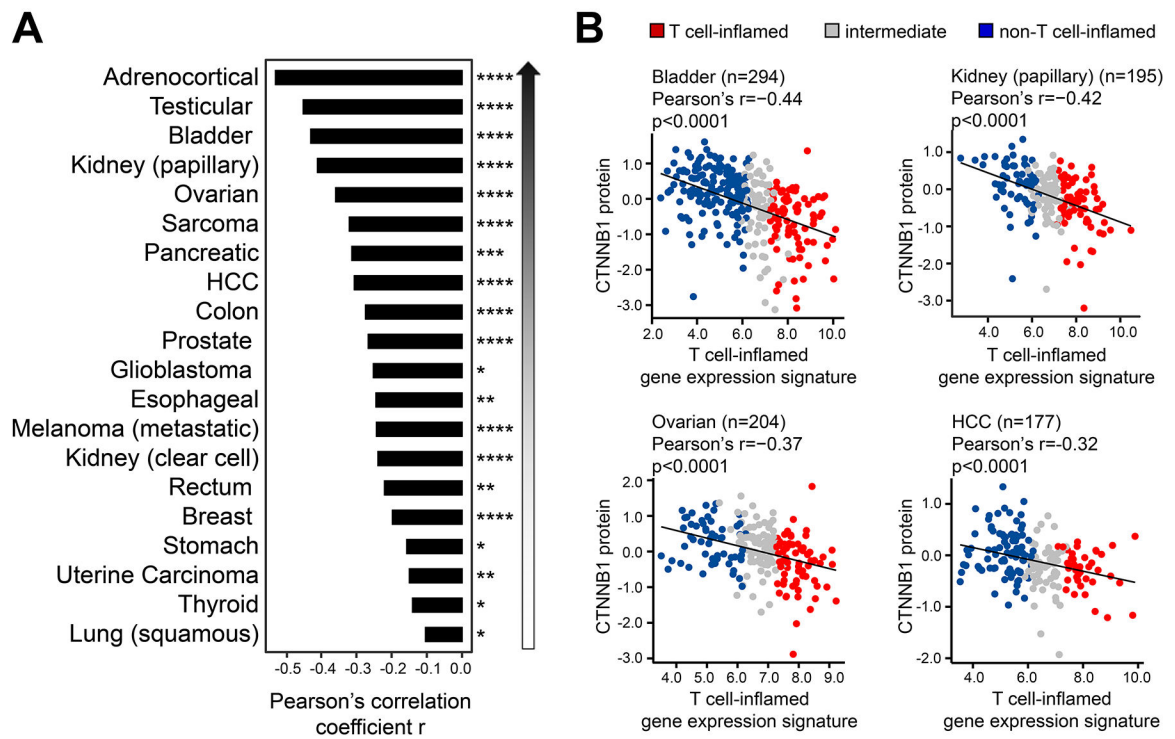 A
Adrenocortical ****
Testicular ****
Bladder ****
Kidney (papillary) ****
Ovarian ****
Sarcoma ****
Pancreatic ***
HCC ****
Colon ****
Prostate ****
Glioblastoma *
Esophageal **
Melanoma (metastatic) ****
Kidney (clear cell) ****
Rectum **
Breast ****
Stomach *
Uterine Carcinoma **
Thyroid *
Lung (squamous) *
-0.5 -0.4 -0.3 -0.2 -0.1 0.0
Pearson's correlation
coefficient r
B
T cell-inflamed intermediate non-T cell-inflamed
Bladder (n=294)
Pearson's r=−0.44
p<0.0001
CTNNB1 protein
1.0
0.0
-1.0
-2.0
-3.0
2.0 4.0 6.0 8.0 10.0
T cell-inflamed
gene expression signature
Kidney (papillary) (n=195)
Pearson's r=−0.42
p<0.0001
CTNNB1 protein
1.0
0.0
-1.0
-2.0
-3.0
4.0 6.0 8.0 10.0
T cell-inflamed
gene expression signature
Ovarian (n=204)
Pearson's r=−0.37
p<0.0001
CTNNB1 protein
2.0
1.0
0.0
-1.0
-2.0
-3.0
4.0 5.0 6.0 7.0 8.0 9.0
T cell-inflamed
gene expression signature
HCC (n=177)
Pearson's r=-0.32
p<0.0001
CTNNB1 protein
1.0
0.0
-1.0
-2.0
4.0 6.0 8.0 10.0
T cell-inflamed
gene expression signature